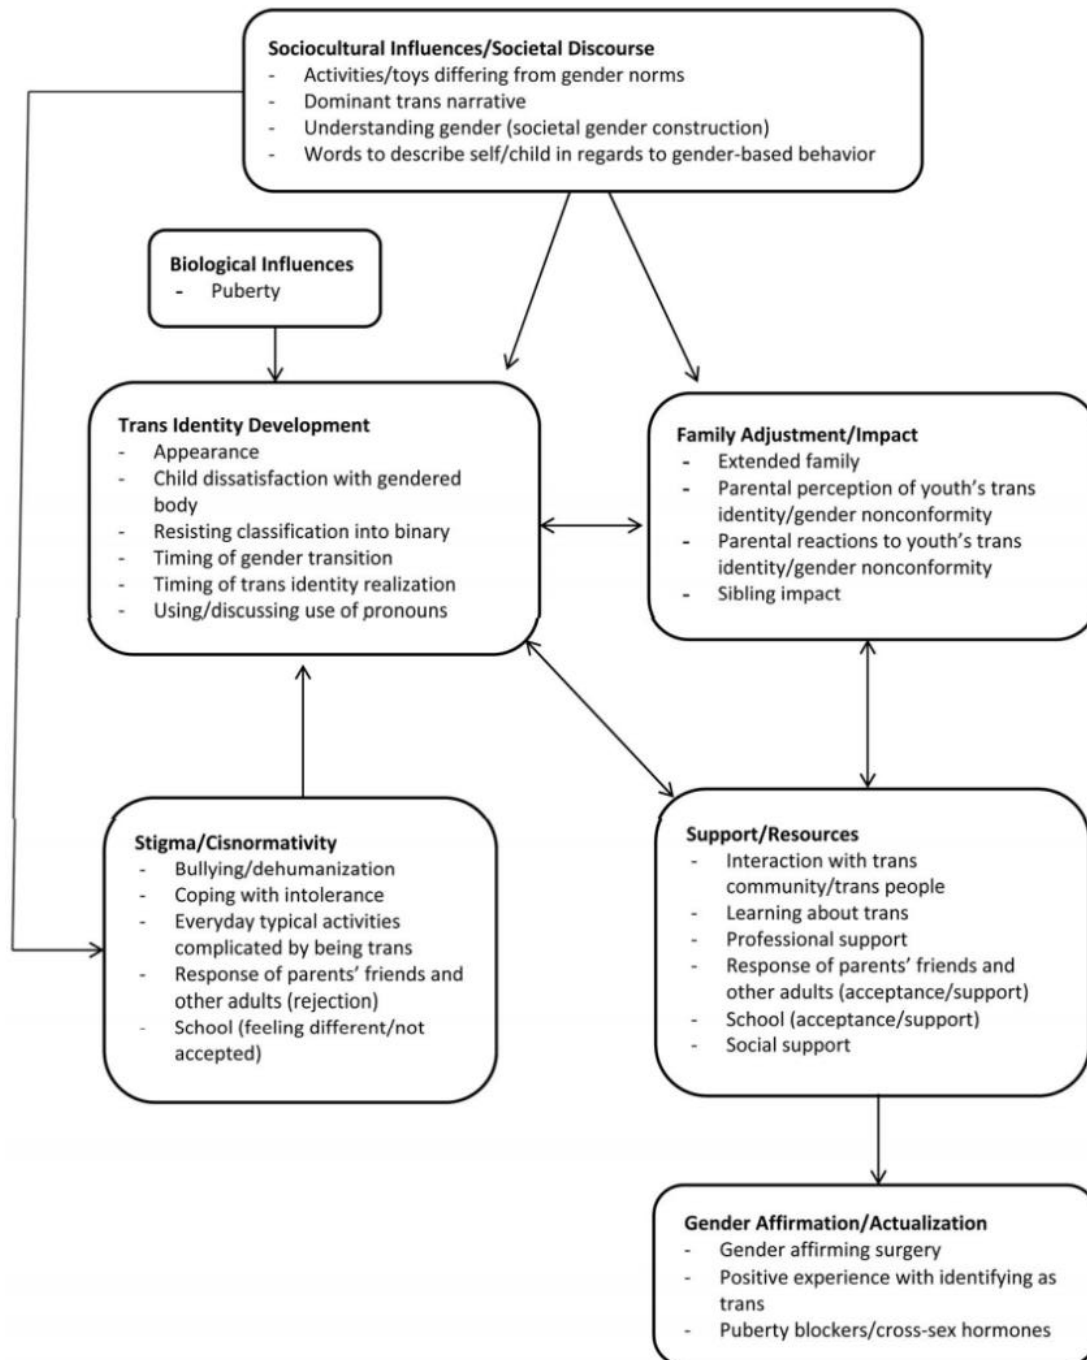 Sociocultural Influences/Societal Discourse
- Activities/toys differing from gender norms
- Dominant trans narrative
- Understanding gender (societal gender construction)
- Words to describe self/child in regards to gender-based behavior
Biological Influences
- Puberty
Trans Identity Development
- Appearance
- Child dissatisfaction with gendered
body
- Resisting classification into binary
- Timing of gender transition
- Timing of trans identity realization
- Using/discussing use of pronouns
Family Adjustment/Impact
- Extended family
- Parental perception of youth's trans
identity/gender nonconformity
- Parental reactions to youth's trans
identity/gender nonconformity
- Sibling impact
Stigma/Cisnormativity
- Bullying/dehumanization
- Coping with intolerance
- Everyday typical activities
complicated by being trans
- Response of parents' friends and
other adults (rejection)
- School (feeling different/not
accepted)
Support/Resources
- Interaction with trans
community/trans people
- Learning about trans
- Professional support
- Response of parents' friends and
other adults (acceptance/support)
- School (acceptance/support)
- Social support
Gender Affirmation/Actualization
- Gender affirming surgery
- Positive experience with identifying as
trans
- Puberty blockers/cross-sex hormones